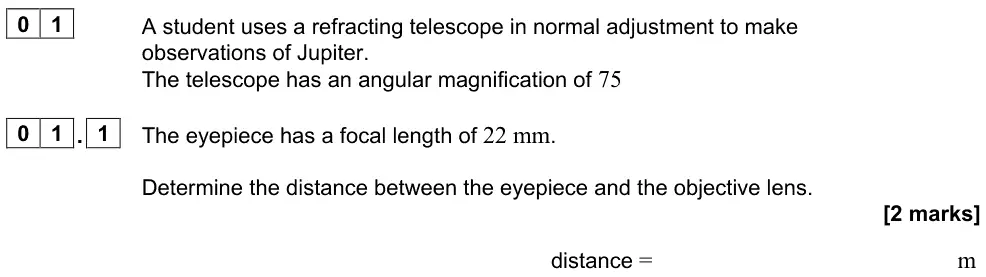 0 1 A student uses a refracting telescope in normal adjustment to make
observations of Jupiter.
The telescope has an angular magnification of 75
0 1 . 1 The eyepiece has a focal length of 22 mm.
Determine the distance between the eyepiece and the objective lens.
[2 marks]
distance = m